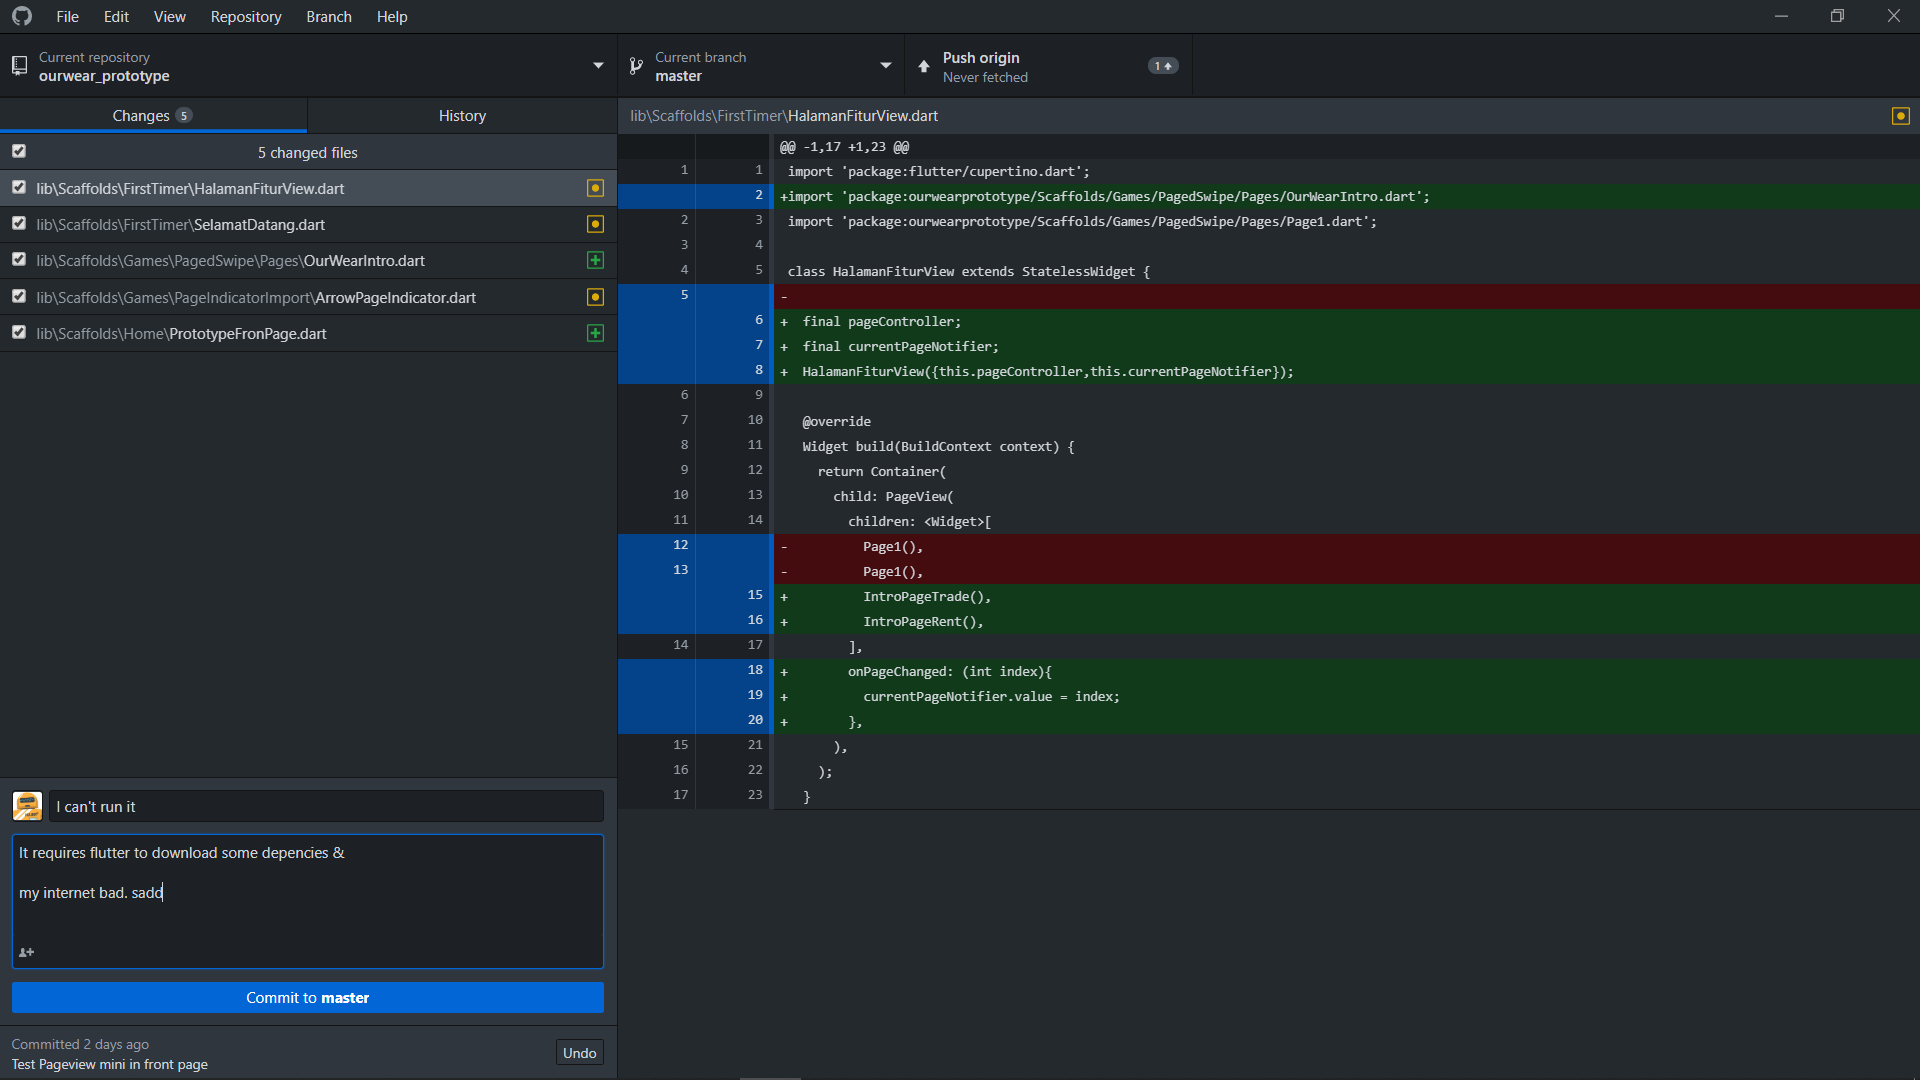 File Edit View Repository Branch Help
Current repository
ourwear_prototype
Current branch
master
Push origin
Never fetched
1
Changes 5
History
5 changed files
lib\Scaffolds\FirstTimer\HalamanFiturView.dart
lib\Scaffolds\FirstTimer\SelamatDatang.dart
lib\Scaffolds\Games\PagedSwipe\Pages\OurWearIntro.dart
lib\Scaffolds\Games\PageIndicatorImport\ArrowPageIndicator.dart
lib\Scaffolds\Home\PrototypeFronPage.dart
I can't run it
It requires flutter to download some depencies &
my internet bad. sadd
Commit to master
Committed 2 days ago
Test Pageview mini in front page
Undo
lib\Scaffolds\FirstTimer\HalamanFiturView.dart
@@ -1,17 +1,23 @@
1 1 import 'package:flutter/cupertino.dart';
2 +import 'package:ourwearprototype/Scaffolds/Games/PagedSwipe/Pages/OurWearIntro.dart';
2 3 import 'package:ourwearprototype/Scaffolds/Games/PagedSwipe/Pages/Page1.dart';
3 4
4 5 class HalamanFiturView extends StatelessWidget {
5 -
6 + final pageController;
7 + final currentPageNotifier;
8 + HalamanFiturView({this.pageController,this.currentPageNotifier});
6 9
7 10 @override
8 11 Widget build(BuildContext context) {
9 12 return Container(
10 13 child: PageView(
11 14 children: <Widget>[
12 - Page1(),
13 - Page1(),
15 + IntroPageTrade(),
16 + IntroPageRent(),
14 17 ],
18 + onPageChanged: (int index){
19 + currentPageNotifier.value = index;
20 + },
15 21 ),
16 22 );
17 23 }